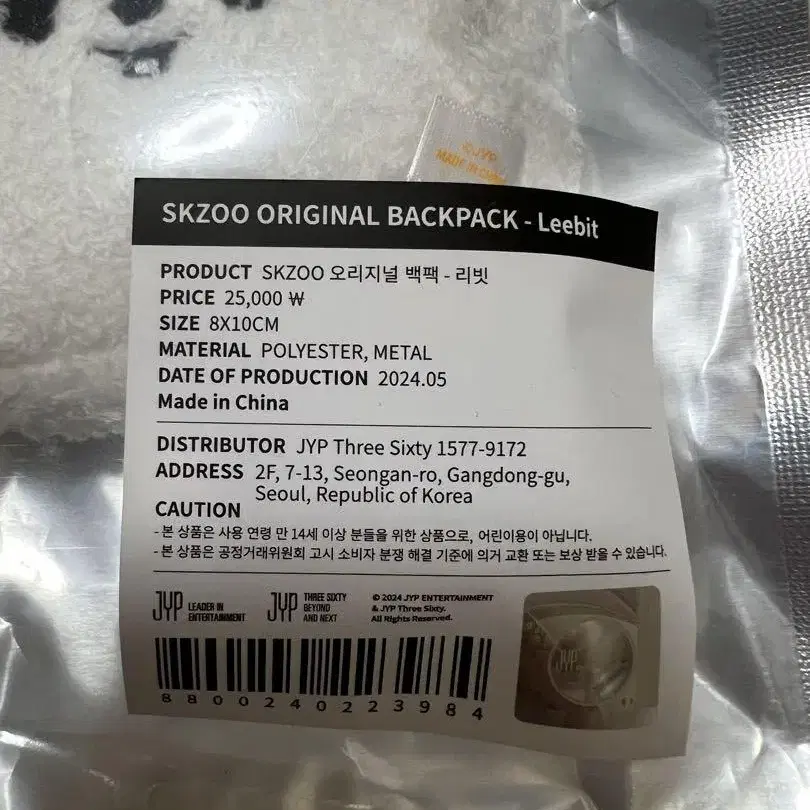 ©JYP
MADE IN CHINA
SKZOO ORIGINAL BACKPACK - Leebit
PRODUCT SKZOO 오리지널 백팩 - 리빗
PRICE 25,000 ₩
SIZE 8X10CM
MATERIAL POLYESTER, METAL
DATE OF PRODUCTION 2024.05
Made in China
DISTRIBUTOR JYP Three Sixty 1577-9172
ADDRESS 2F, 7-13, Seongan-ro, Gangdong-gu,
Seoul, Republic of Korea
CAUTION
- 본 상품은 사용 연령 만 14세 이상 분들을 위한 상품으로, 어린이용이 아닙니다.
- 본 상품은 공정거래위원회 고시 소비자 분쟁 해결 기준에 의거 교환 또는 보상 받을 수 있습니다.
JYP LEADER IN
ENTERTAINMENT
JYP THREE SIXTY
BEYOND
AND NEXT
© 2024 JYP ENTERTAINMENT
& JYP Three Sixty.
All Rights Reserved.
JYP
8800240223984